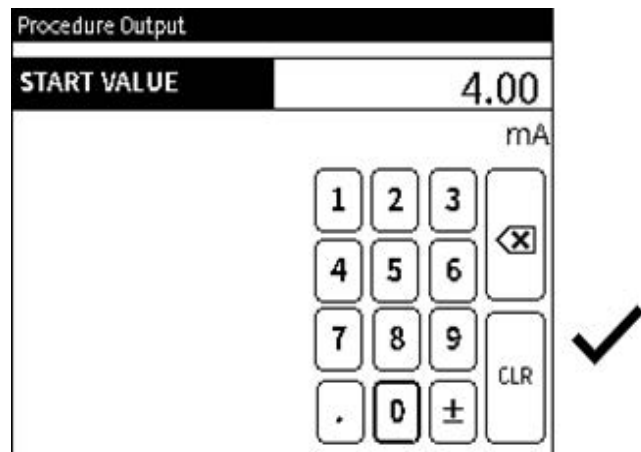 Procedure Output
START VALUE 4.00
mA
1 2 3
4 5 6
7 8 9
CLR
. 0 ±